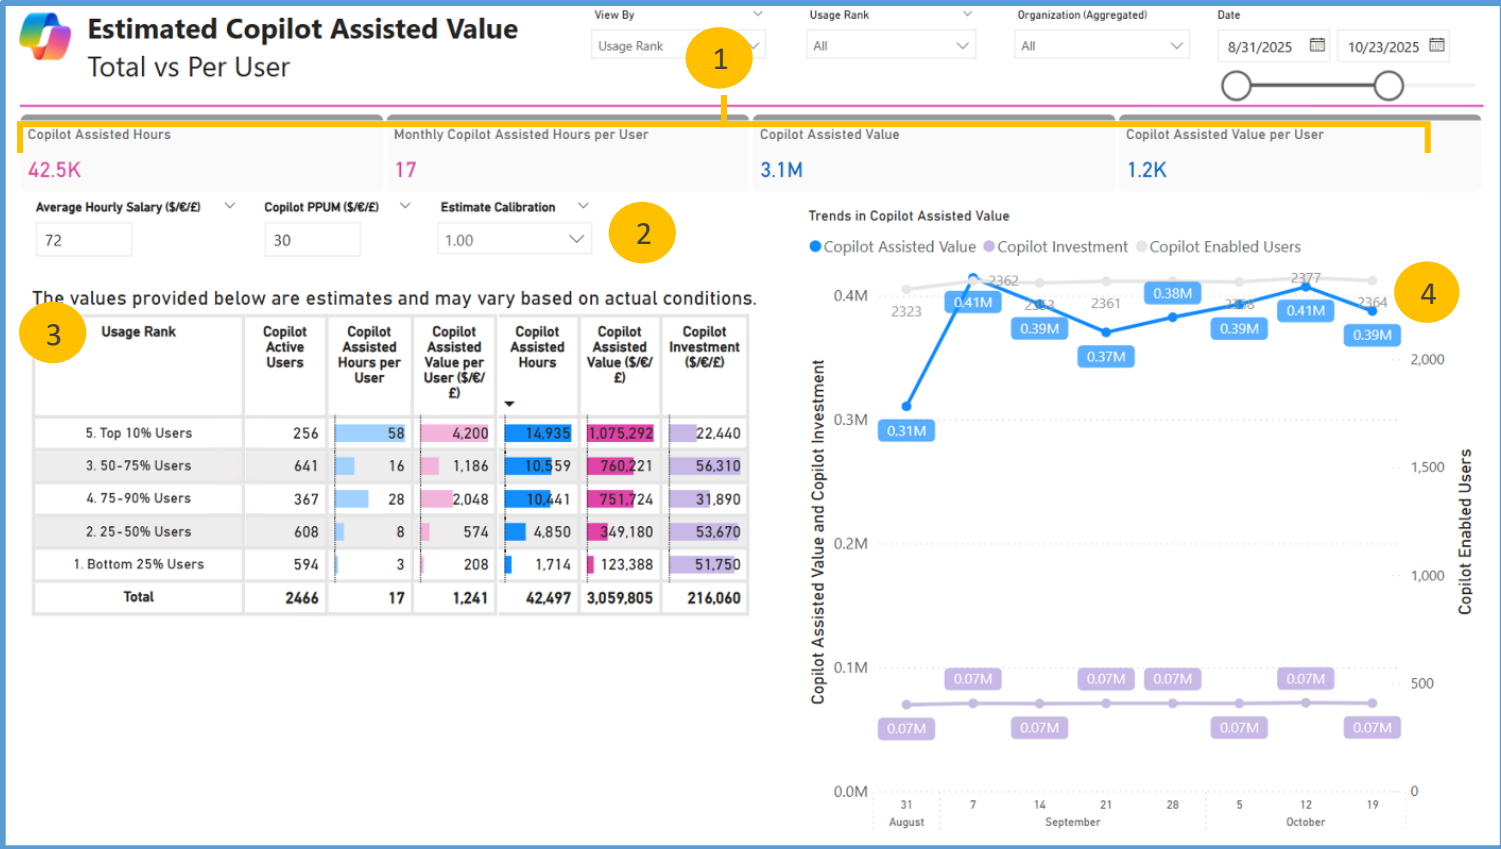 Estimated Copilot Assisted Value
Total vs Per User
View By
Usage Rank
Usage Rank
All
Organization (Aggregated)
All
Date
8/31/2025
10/23/2025
1
Copilot Assisted Hours
42.5K
Monthly Copilot Assisted Hours per User
17
Copilot Assisted Value
3.1M
Copilot Assisted Value per User
1.2K
Average Hourly Salary ($/€/£)
72
Copilot PPUM ($/€/£)
30
Estimate Calibration
1.00
2
The values provided below are estimates and may vary based on actual conditions.
3
Usage Rank
Copilot Active Users
Copilot Assisted Hours per User
Copilot Assisted Value per User ($/€/£)
Copilot Assisted Hours
Copilot Assisted Value ($/€/£)
Copilot Investment ($/€/£)
5. Top 10% Users 256 58 4,200 14,935 1,075,292 22,440
3. 50-75% Users 641 16 1,186 10,559 760,221 56,310
4. 75-90% Users 367 28 2,048 10,441 751,724 31,890
2. 25-50% Users 608 8 574 4,850 349,180 53,670
1. Bottom 25% Users 594 3 208 1,714 123,388 51,750
Total 2466 17 1,241 42,497 3,059,805 216,060
Trends in Copilot Assisted Value
Copilot Assisted Value Copilot Investment Copilot Enabled Users
4
Copilot Assisted Value and Copilot Investment
0.4M
0.3M
0.2M
0.1M
0.0M
2323
2362
2361
2377
2364
0.31M
0.41M
0.39M
0.37M
0.38M
0.39M
0.41M
0.39M
0.07M
0.07M
0.07M
0.07M
0.07M
0.07M
0.07M
0.07M
2,000
1,500
1,000
500
0
Copilot Enabled Users
31 7 14 21 28 5 12 19
August September October